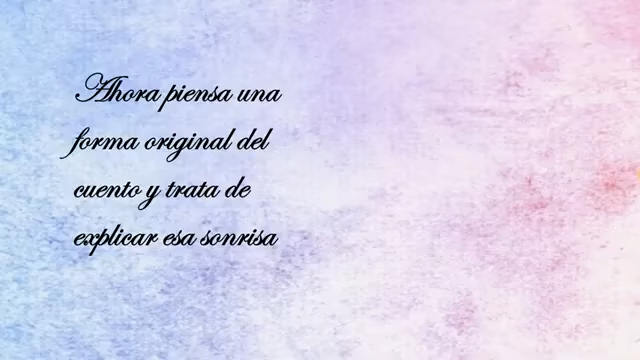 Ahora piensa una
forma original del
cuento y trata de
explicar esa sonrisa